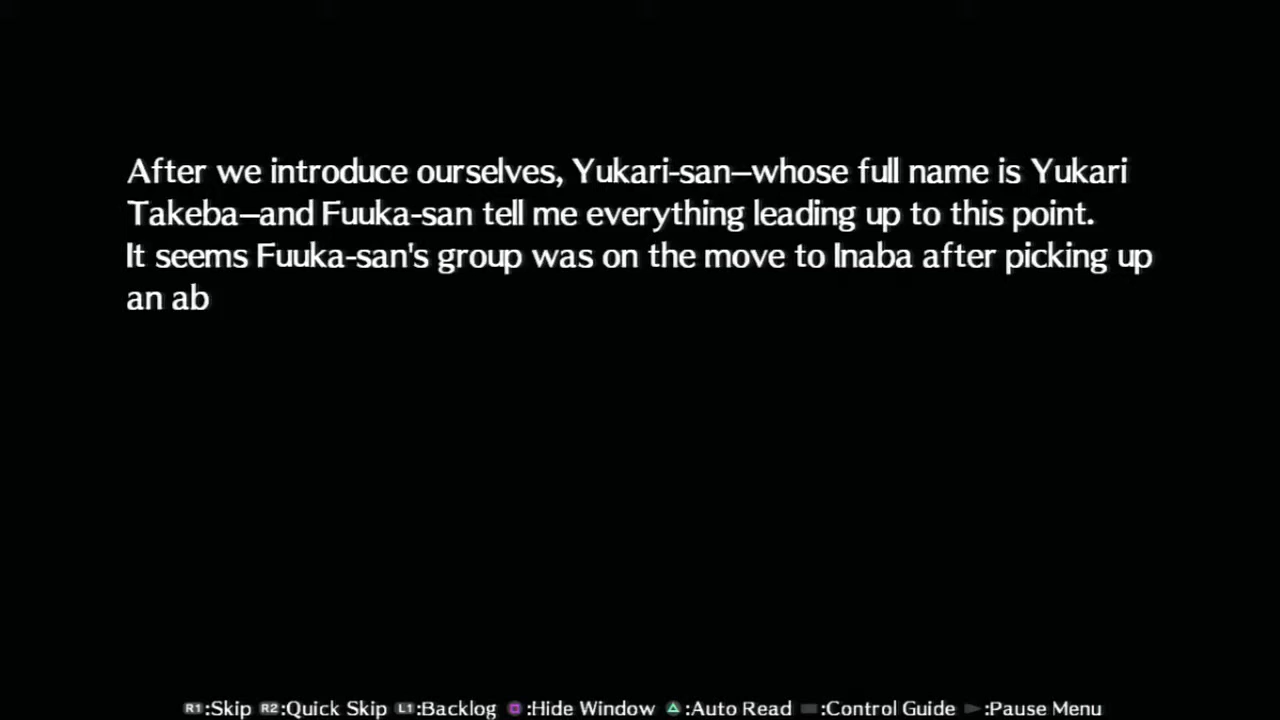 After we introduce ourselves, Yukari-san—whose full name is Yukari
Takeba—and Fuuka-san tell me everything leading up to this point.
It seems Fuuka-san's group was on the move to Inaba after picking up
an ab
R1:Skip R2:Quick Skip L1:Backlog :Hide Window :Auto Read :Control Guide :Pause Menu